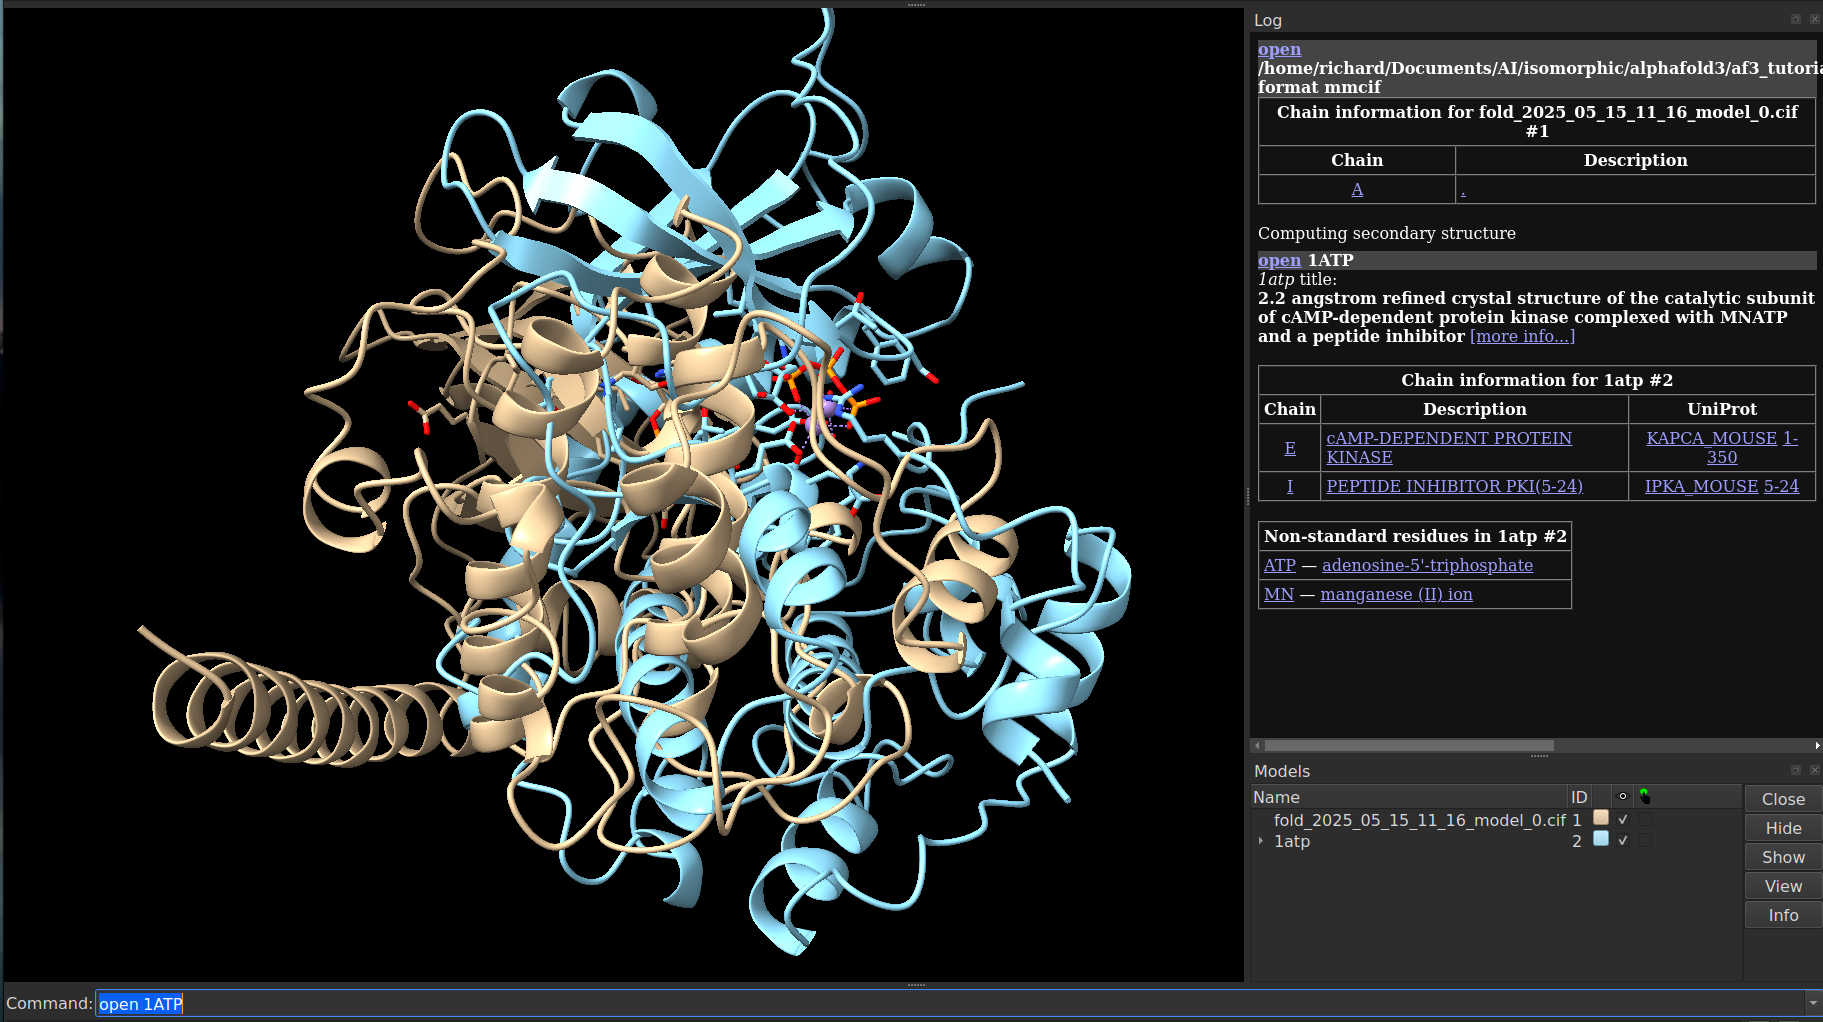 Log
open
/home/richard/Documents/AI/isomorphic/alphafold3/af3_tutoria
format mmcif
Chain information for fold_2025_05_15_11_16_model_0.cif
#1
Chain Description
A .
Computing secondary structure
open 1ATP
1atp title:
2.2 angstrom refined crystal structure of the catalytic subunit
of cAMP-dependent protein kinase complexed with MNATP
and a peptide inhibitor [more info...]
Chain information for 1atp #2
Chain Description UniProt
E cAMP-DEPENDENT PROTEIN KAPCA_MOUSE 1-
KINASE 350
I PEPTIDE INHIBITOR PKI(5-24) IPKA_MOUSE 5-24
Non-standard residues in 1atp #2
ATP — adenosine-5'-triphosphate
MN — manganese (II) ion
Models
Name ID
fold_2025_05_15_11_16_model_0.cif 1
1atp 2
Close
Hide
Show
View
Info
Command: open 1ATP